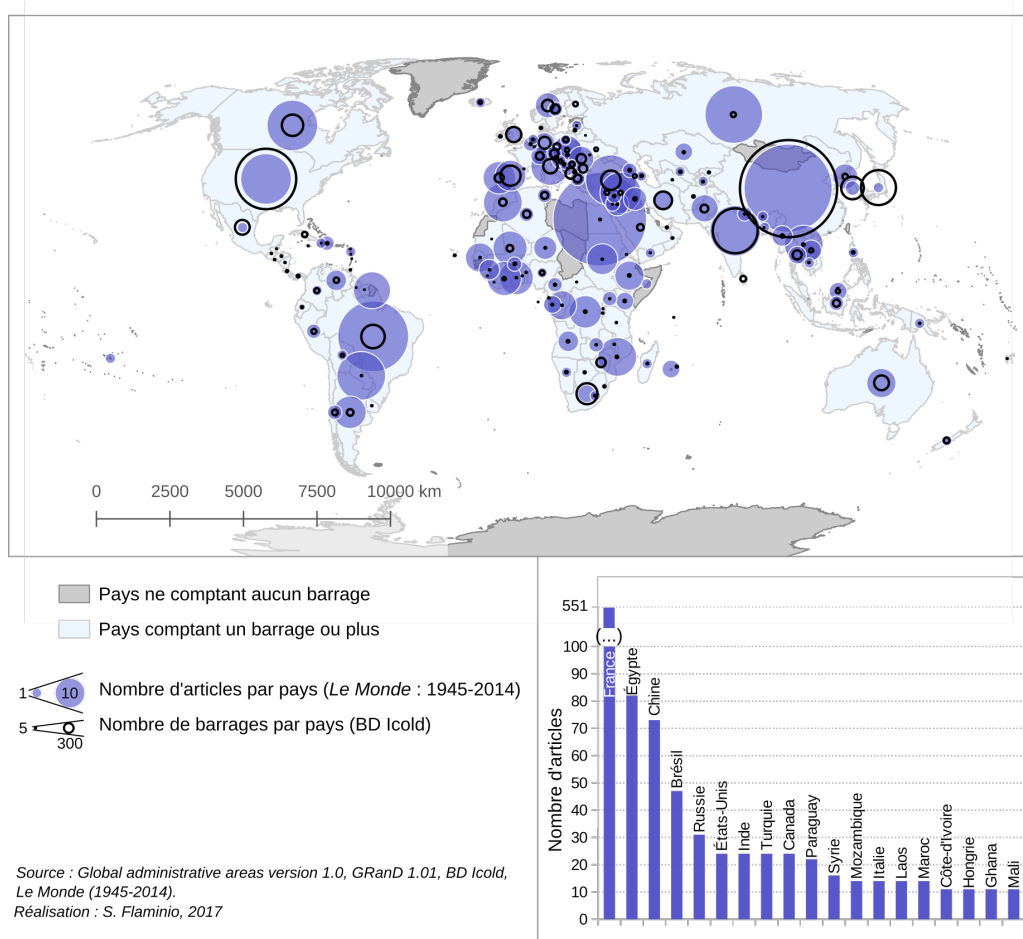 0 2500 5000 7500 10000 km
Pays ne comptant aucun barrage
Pays comptant un barrage ou plus
1 10 Nombre d'articles par pays (Le Monde : 1945-2014)
5 300 Nombre de barrages par pays (BD Icold)
Source : Global administrative areas version 1.0, GRanD 1.01, BD Icold,
Le Monde (1945-2014).
Réalisation : S. Flaminio, 2017
Nombre d'articles
551
(...)
100
90
80
70
60
50
40
30
20
10
0
France
Égypte
Chine
Brésil
Russie
États-Unis
Inde
Turquie
Canada
Paraguay
Syrie
Mozambique
Italie
Laos
Maroc
Côte-d'Ivoire
Hongrie
Ghana
Mali